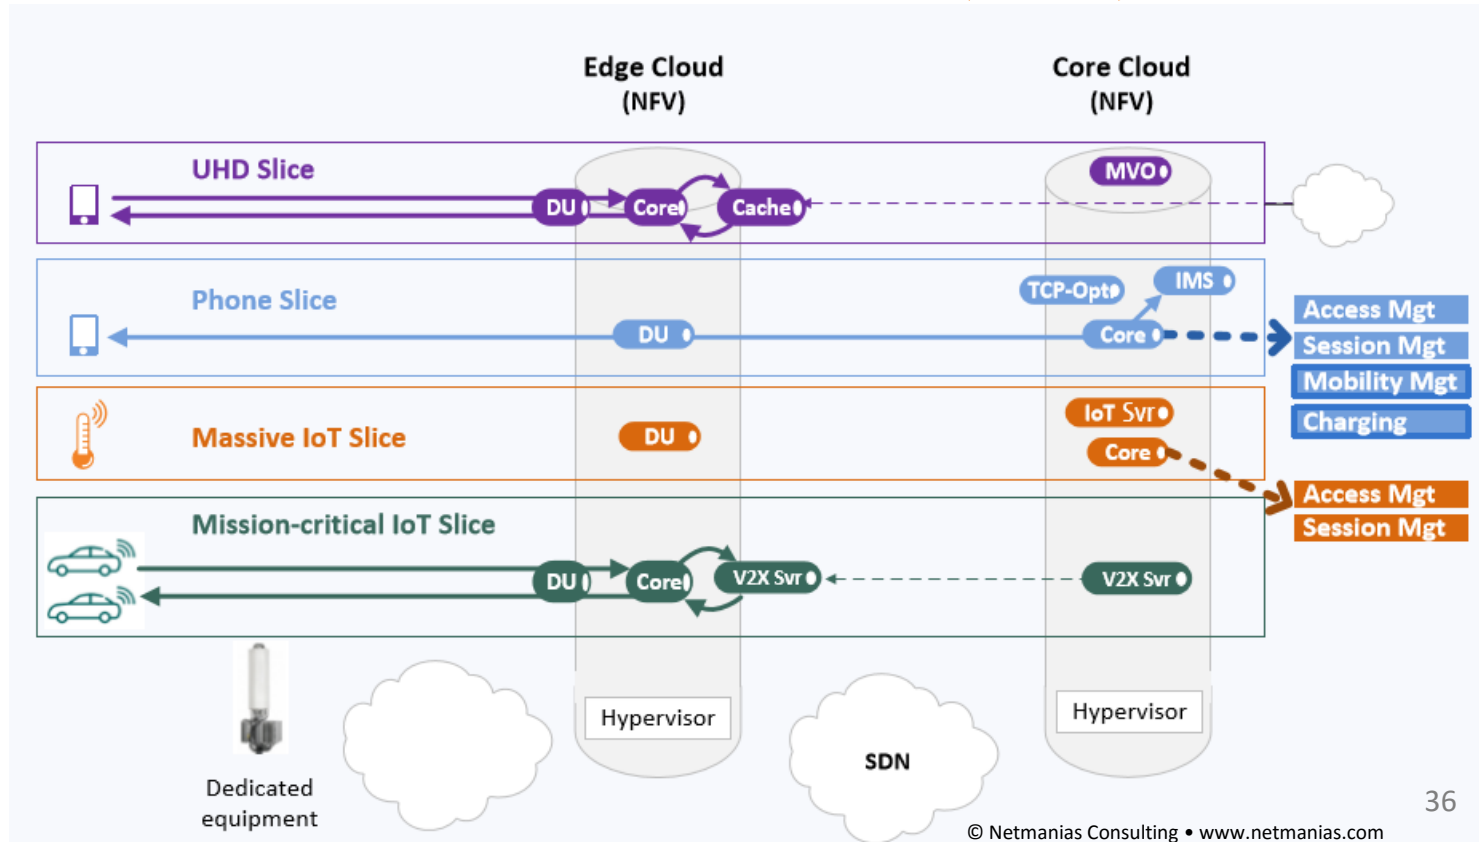 Edge Cloud
(NFV)
Core Cloud
(NFV)
UHD Slice
MVO
DU
Core
Cache
Phone Slice
TCP-Opt
IMS
DU
Core
Access Mgt
Session Mgt
Mobility Mgt
Charging
Massive IoT Slice
DU
IoT Svr
Core
Access Mgt
Session Mgt
Mission-critical IoT Slice
DU
Core
V2X Svr
V2X Svr
Hypervisor
Hypervisor
SDN
Dedicated
equipment
36
© Netmanias Consulting • www.netmanias.com